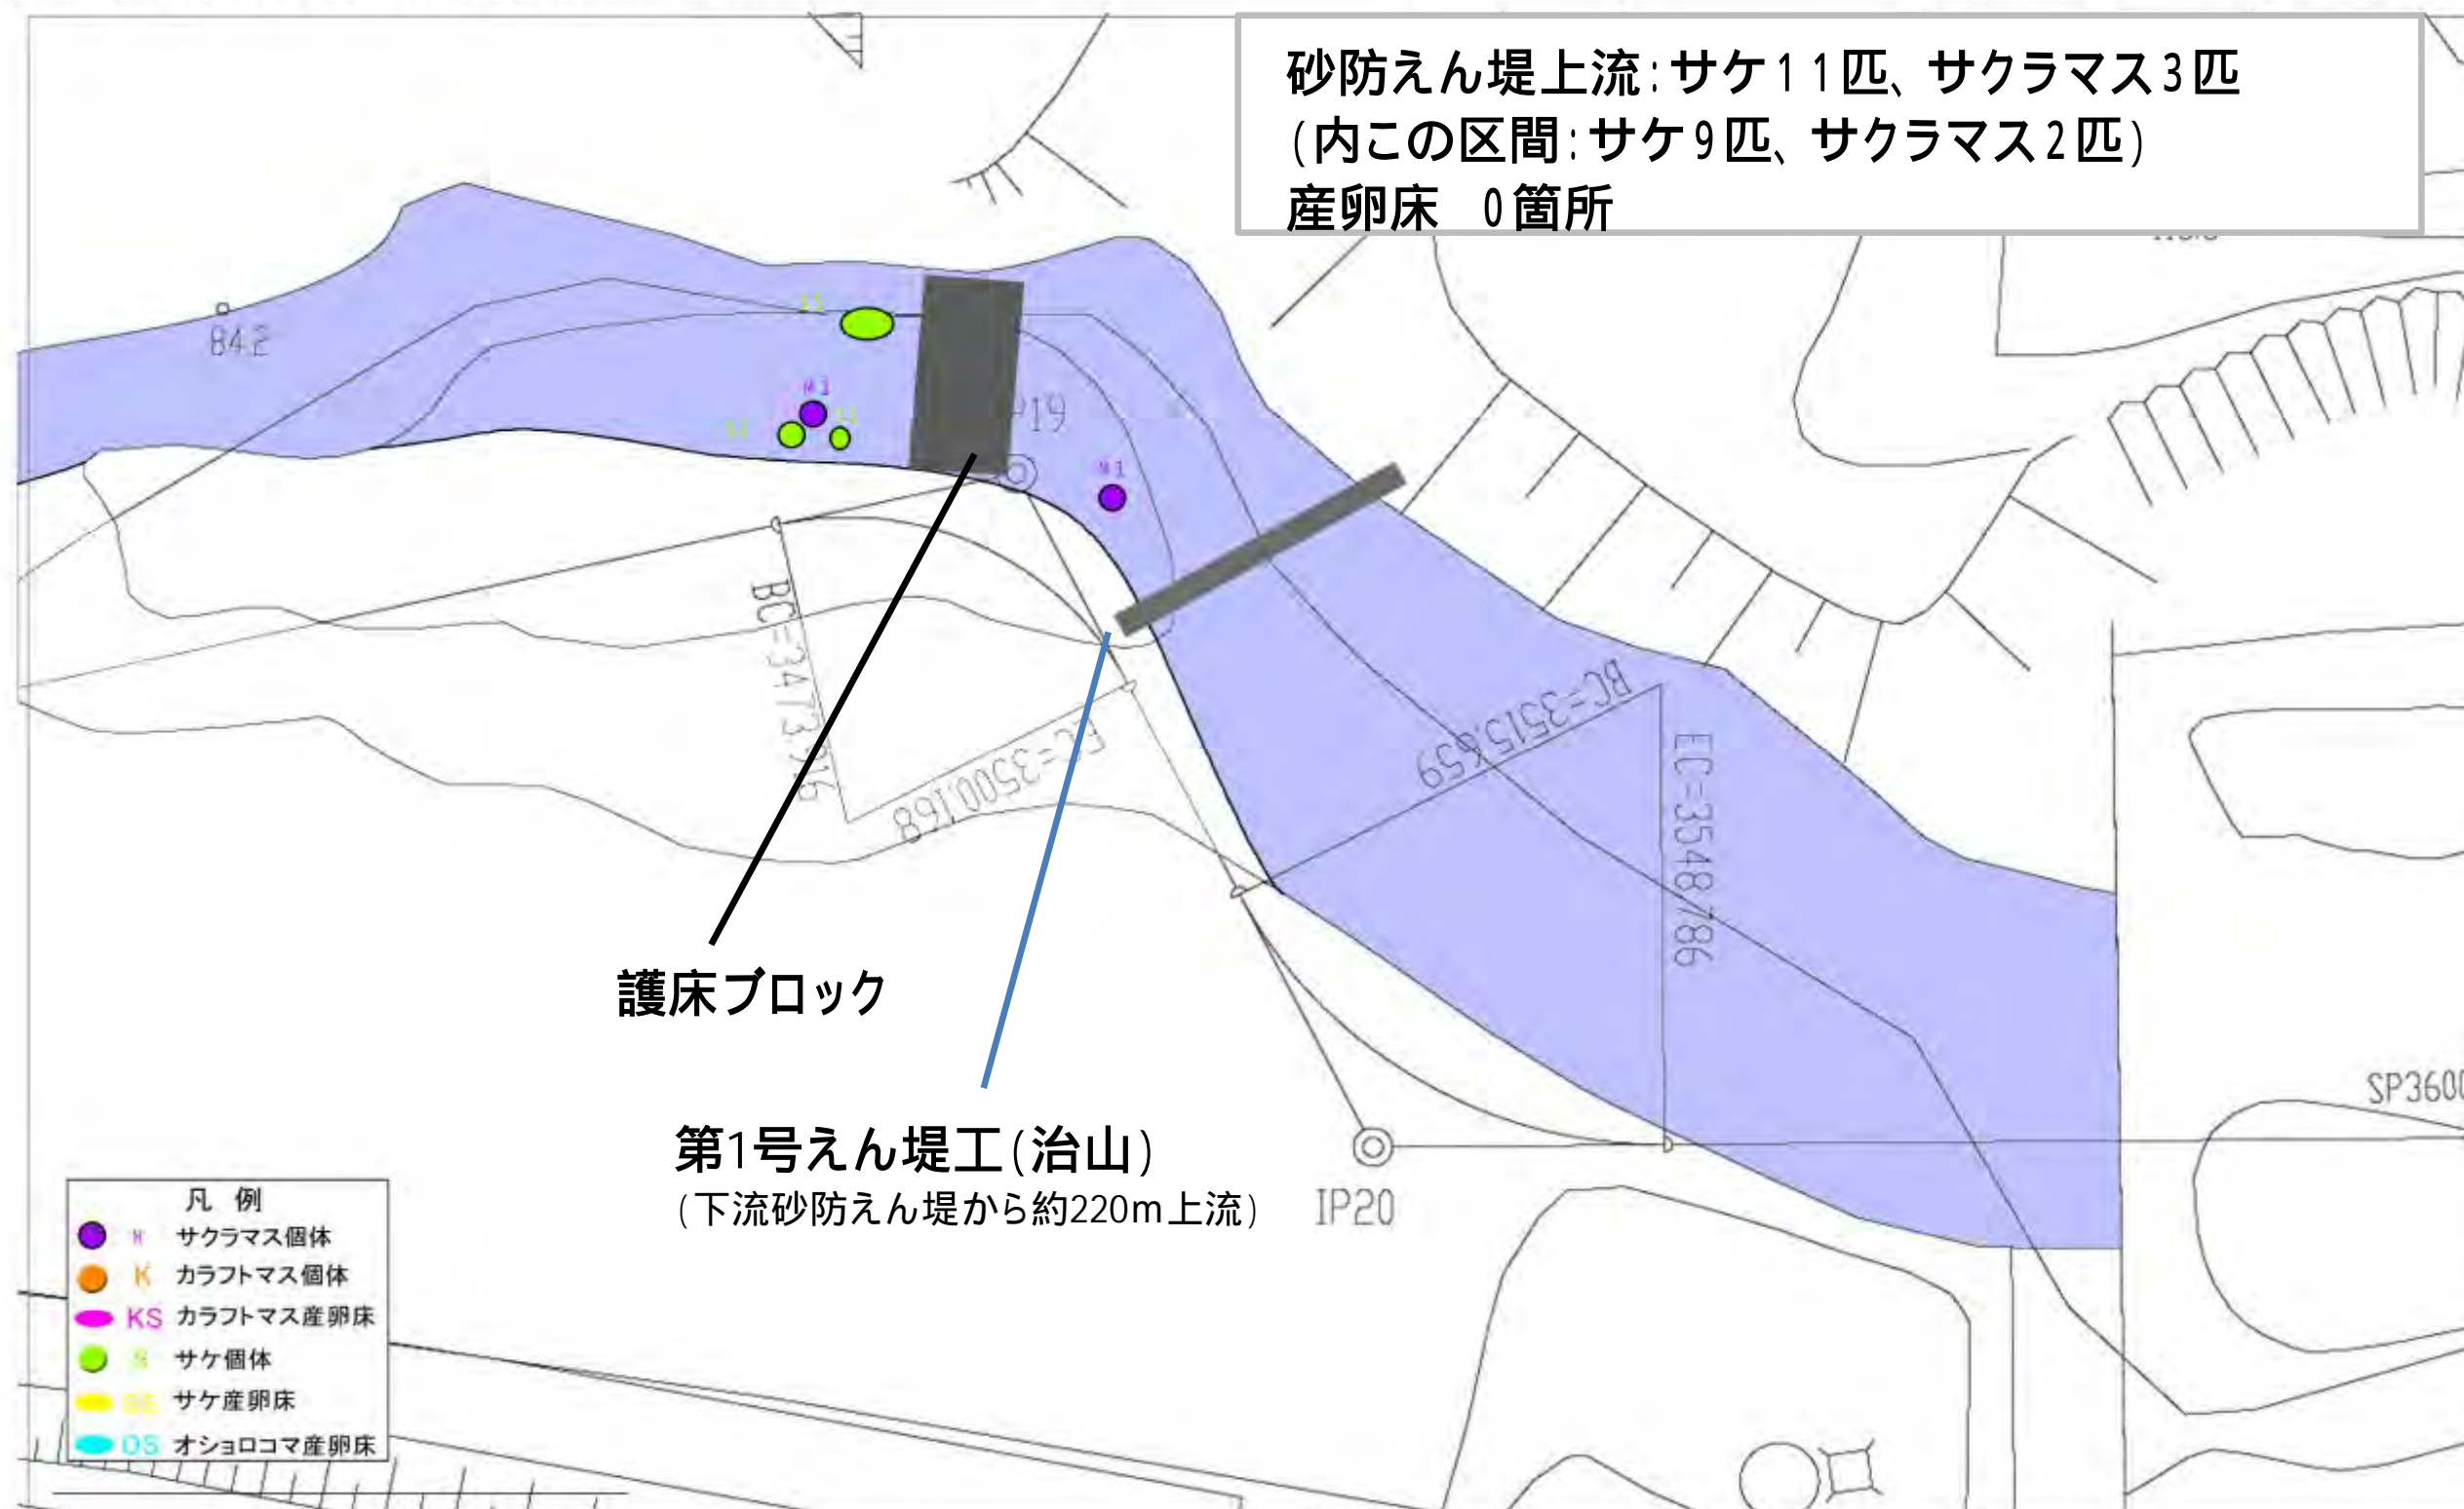 砂防えん堤上流:サケ11匹、サクラマス3匹
(内この区間:サケ9匹、サクラマス2匹)
産卵床 0箇所
84.2
M1
M1
BC=3473.916
EC=3500.168
BC=3515.659
EC=3548.786
護床ブロック
第1号えん堤工(治山)
(下流砂防えん堤から約220m上流)
IP20
SP3600
凡 例
M サクラマス個体
K カラフトマス個体
KS カラフトマス産卵床
サケ個体
サケ産卵床
OS オショロコマ産卵床